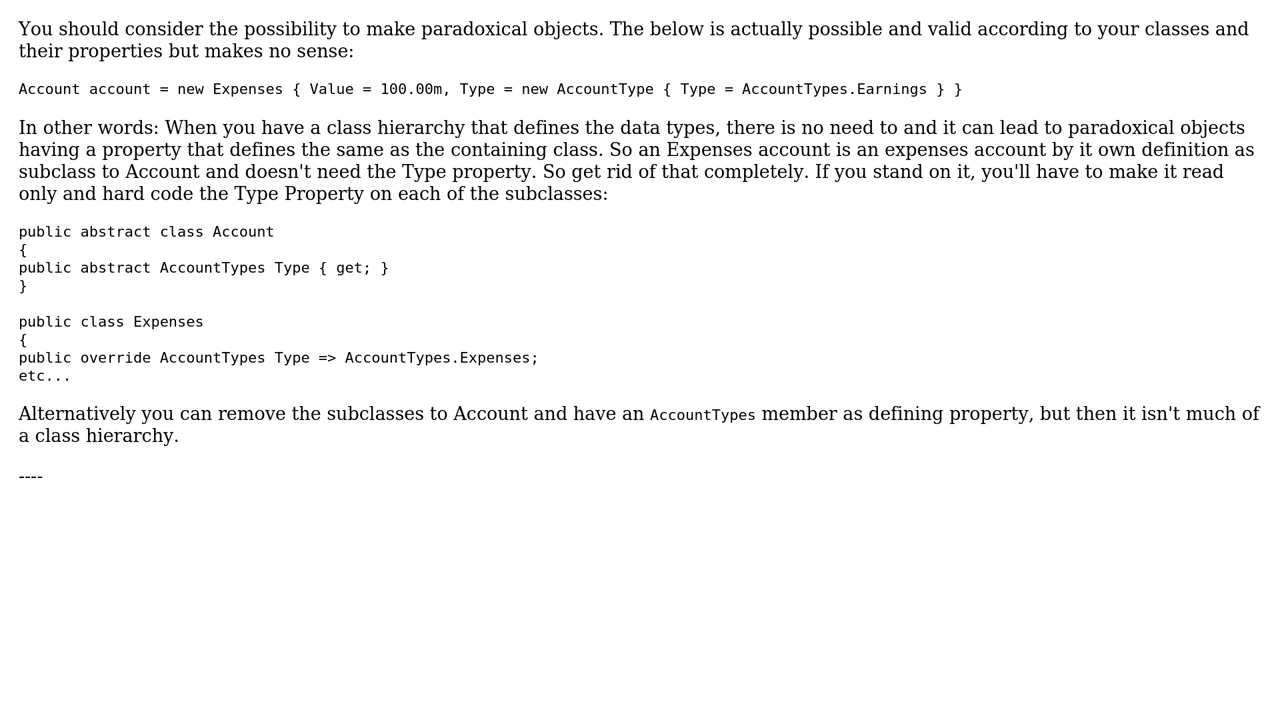 You should consider the possibility to make paradoxical objects. The below is actually possible and valid according to your classes and
their properties but makes no sense:
Account account = new Expenses { Value = 100.00m, Type = new AccountType { Type = AccountTypes.Earnings } }
In other words: When you have a class hierarchy that defines the data types, there is no need to and it can lead to paradoxical objects
having a property that defines the same as the containing class. So an Expenses account is an expenses account by it own definition as
subclass to Account and doesn't need the Type property. So get rid of that completely. If you stand on it, you'll have to make it read
only and hard code the Type Property on each of the subclasses:
public abstract class Account
{
public abstract AccountTypes Type { get; }
}
public class Expenses
{
public override AccountTypes Type => AccountTypes.Expenses;
etc...
Alternatively you can remove the subclasses to Account and have an AccountTypes member as defining property, but then it isn't much of
a class hierarchy.
----